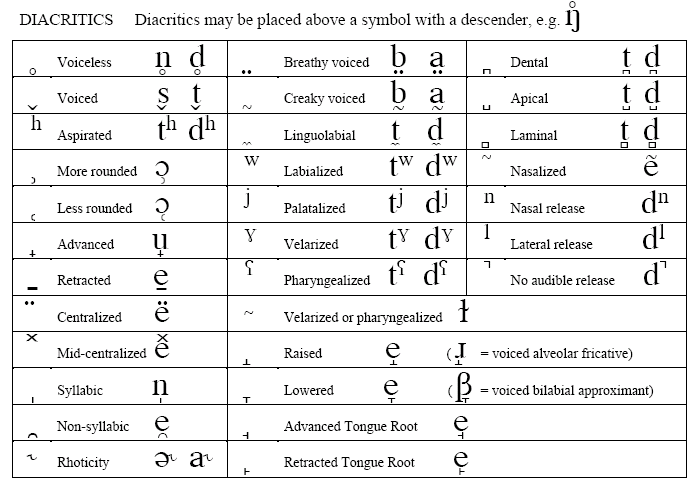 DIACRITICS Diacritics may be placed above a symbol with a descender, e.g. ŋ̊
̥ Voiceless n̥ d̥ ̤ Breathy voiced b̤ a̤ ̪ Dental t̪ d̪
̬ Voiced s̬ t̬ ̰ Creaky voiced b̰ a̰ ̺ Apical t̺ d̺
ʰ Aspirated tʰ dʰ ̼ Linguolabial t̼ d̼ ̻ Laminal t̻ d̻
̹ More rounded ɔ̹ ʷ Labialized tʷ dʷ ̃ Nasalized ẽ
̜ Less rounded ɔ̜ ʲ Palatalized tʲ dʲ ⁿ Nasal release dⁿ
̟ Advanced u̟ ˠ Velarized tˠ dˠ ˡ Lateral release dˡ
̠ Retracted e̠ ˤ Pharyngealized tˤ dˤ ̚ No audible release d̚
̈ Centralized ë ̴ Velarized or pharyngealized ɫ
̽ Mid-centralized e̽ ̝ Raised e̝ (ɹ̝ = voiced alveolar fricative)
̩ Syllabic n̩ ̞ Lowered e̞ (β̞ = voiced bilabial approximant)
̯ Non-syllabic e̯ ̘ Advanced Tongue Root e̘
˞ Rhoticity ɚ a˞ ̙ Retracted Tongue Root e̙